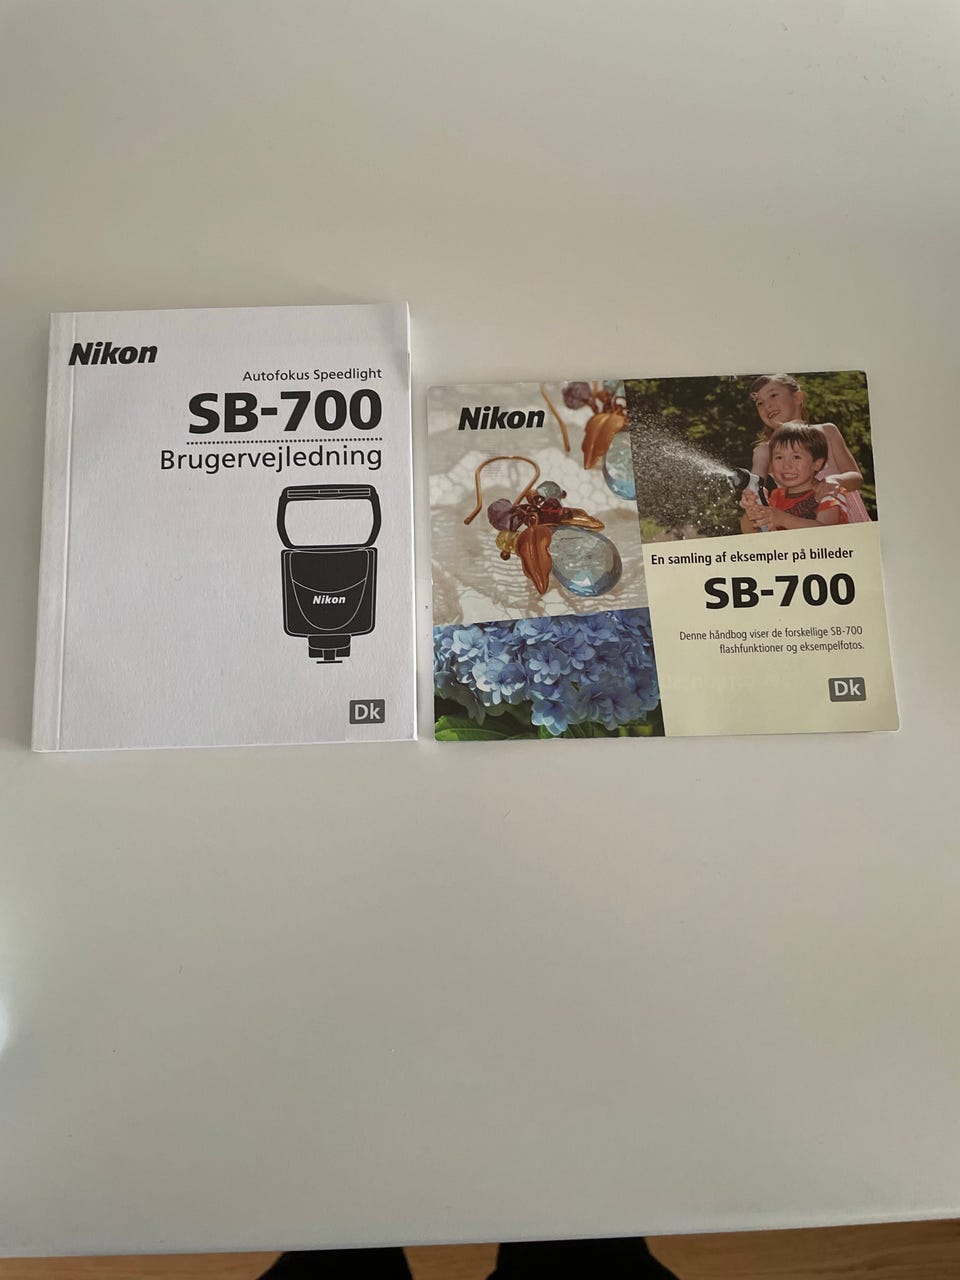 Nikon
Autofokus Speedlight
SB-700
Brugervejledning
Nikon
Dk
Nikon
En samling af eksempler på billeder
SB-700
Denne håndbog viser de forskellige SB-700
flashfunktioner og eksempelfotos.
Dk